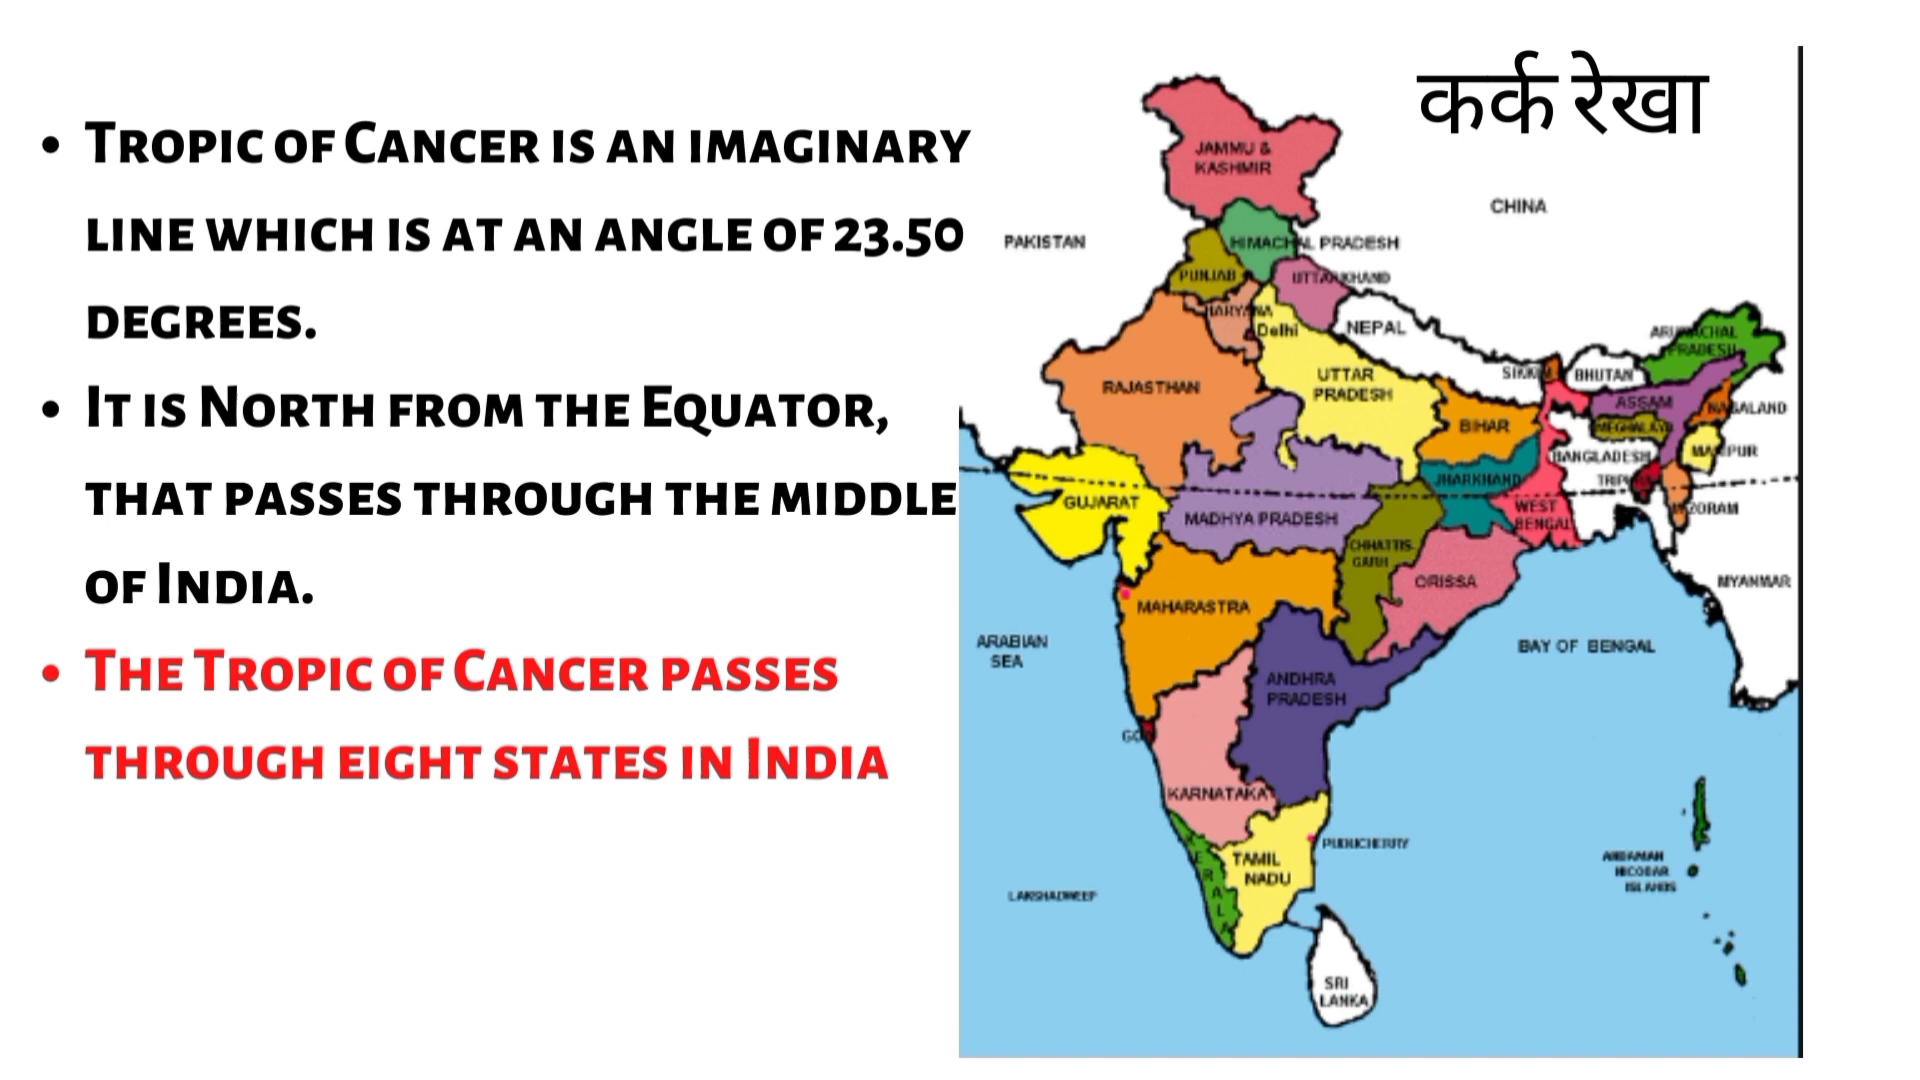 • Tropic of Cancer is an imaginary
line which is at an angle of 23.50
degrees.
• It is North from the Equator,
that passes through the middle
of India.
• The Tropic of Cancer passes
through eight states in India
कर्क रेखा
JAMMU &
KASHMIR
CHINA
PAKISTAN
HIMACHAL PRADESH
PUNJAB
UTTARAKHAND
HARYANA
Delhi
NEPAL
ARUNACHAL
PRADESH
SIKKIM
BHUTAN
RAJASTHAN
UTTAR
PRADESH
ASSAM
NAGALAND
BIHAR
MEGHALAYA
MANIPUR
BANGLADESH
JHARKHAND
TRIPURA
GUJARAT
MADHYA PRADESH
WEST
BENGAL
MIZORAM
CHHATTIS-
GARH
ORISSA
MYANMAR
MAHARASTRA
ARABIAN
SEA
BAY OF BENGAL
ANDHRA
PRADESH
GOA
KARNATAKA
PUDUCHERRY
KERALA
TAMIL
NADU
ANDAMAN
NICOBAR
ISLANDS
LAKSHADWEEP
SRI
LANKA